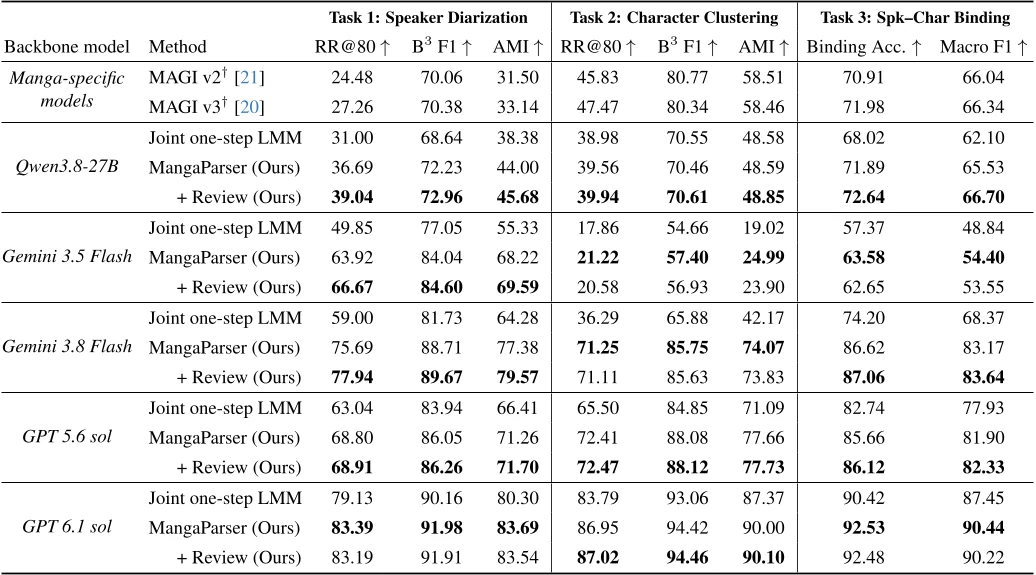 Task 1: Speaker Diarization Task 2: Character Clustering Task 3: Spk–Char Binding
Backbone model Method RR@80 ↑ B³ F1 ↑ AMI ↑ RR@80 ↑ B³ F1 ↑ AMI ↑ Binding Acc. ↑ Macro F1 ↑
Manga-specific models MAGI v2† [21] 24.48 70.06 31.50 45.83 80.77 58.51 70.91 66.04
MAGI v3† [20] 27.26 70.38 33.14 47.47 80.34 58.46 71.98 66.34
Qwen3.8-27B Joint one-step LMM 31.00 68.64 38.38 38.98 70.55 48.58 68.02 62.10
MangaParser (Ours) 36.69 72.23 44.00 39.56 70.46 48.59 71.89 65.53
+ Review (Ours) 39.04 72.96 45.68 39.94 70.61 48.85 72.64 66.70
Gemini 3.5 Flash Joint one-step LMM 49.85 77.05 55.33 17.86 54.66 19.02 57.37 48.84
MangaParser (Ours) 63.92 84.04 68.22 21.22 57.40 24.99 63.58 54.40
+ Review (Ours) 66.67 84.60 69.59 20.58 56.93 23.90 62.65 53.55
Gemini 3.8 Flash Joint one-step LMM 59.00 81.73 64.28 36.29 65.88 42.17 74.20 68.37
MangaParser (Ours) 75.69 88.71 77.38 71.25 85.75 74.07 86.62 83.17
+ Review (Ours) 77.94 89.67 79.57 71.11 85.63 73.83 87.06 83.64
GPT 5.6 sol Joint one-step LMM 63.04 83.94 66.41 65.50 84.85 71.09 82.74 77.93
MangaParser (Ours) 68.80 86.05 71.26 72.41 88.08 77.66 85.66 81.90
+ Review (Ours) 68.91 86.26 71.70 72.47 88.12 77.73 86.12 82.33
GPT 6.1 sol Joint one-step LMM 79.13 90.16 80.30 83.79 93.06 87.37 90.42 87.45
MangaParser (Ours) 83.39 91.98 83.69 86.95 94.42 90.00 92.53 90.44
+ Review (Ours) 83.19 91.91 83.54 87.02 94.46 90.10 92.48 90.22